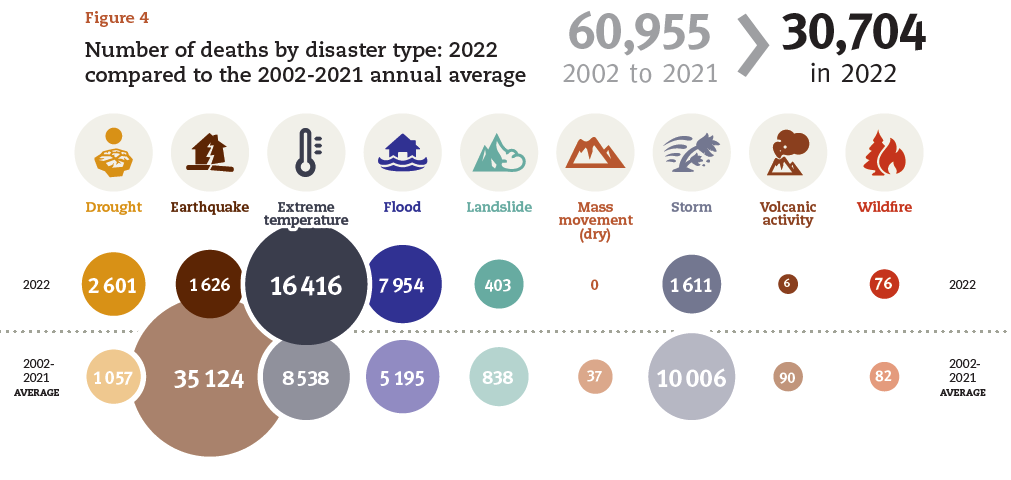 Figure 4
Number of deaths by disaster type: 2022
compared to the 2002-2021 annual average
60,955
2002 to 2021
30,704
in 2022
Drought
Earthquake
Extreme
temperature
Flood
Landslide
Mass
movement
(dry)
Storm
Volcanic
activity
Wildfire
2022
2 601
1 626
16 416
7 954
403
0
1 611
6
76
2022
2002-
2021
AVERAGE
1 057
35 124
8 538
5 195
838
37
10 006
90
82
2002-
2021
AVERAGE